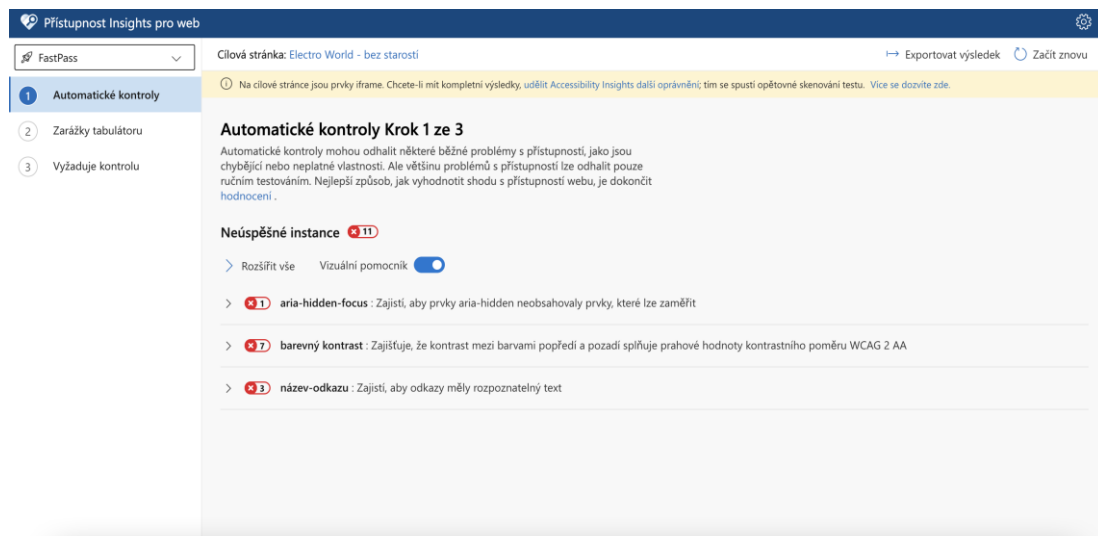 Přístupnost Insights pro web
FastPass
Cílová stránka: Electro World - bez starostí
Exportovat výsledek
Začít znovu
Na cílové stránce jsou prvky iframe. Chcete-li mít kompletní výsledky, udělit Accessibility Insights další oprávnění; tím se spustí opětovné skenování testu. Více se dozvíte zde.
1 Automatické kontroly
2 Zarážky tabulátoru
3 Vyžaduje kontrolu
Automatické kontroly Krok 1 ze 3
Automatické kontroly mohou odhalit některé běžné problémy s přístupností, jako jsou
chybějící nebo neplatné vlastnosti. Ale většinu problémů s přístupností lze odhalit pouze
ručním testováním. Nejlepší způsob, jak vyhodnotit shodu s přístupností webu, je dokončit
hodnocení .
Neúspěšné instance 11
Rozšířit vše
Vizuální pomocník
1 aria-hidden-focus : Zajistí, aby prvky aria-hidden neobsahovaly prvky, které lze zaměřit
7 barevný kontrast : Zajišťuje, že kontrast mezi barvami popředí a pozadí splňuje prahové hodnoty kontrastního poměru WCAG 2 AA
3 název-odkazu : Zajistí, aby odkazy měly rozpoznatelný text